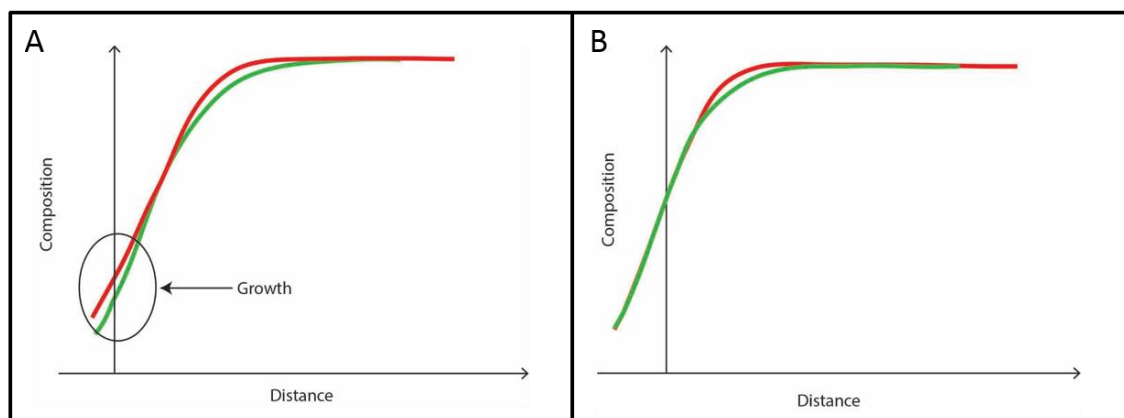 A
Composition
Growth
Distance
B
Composition
Distance